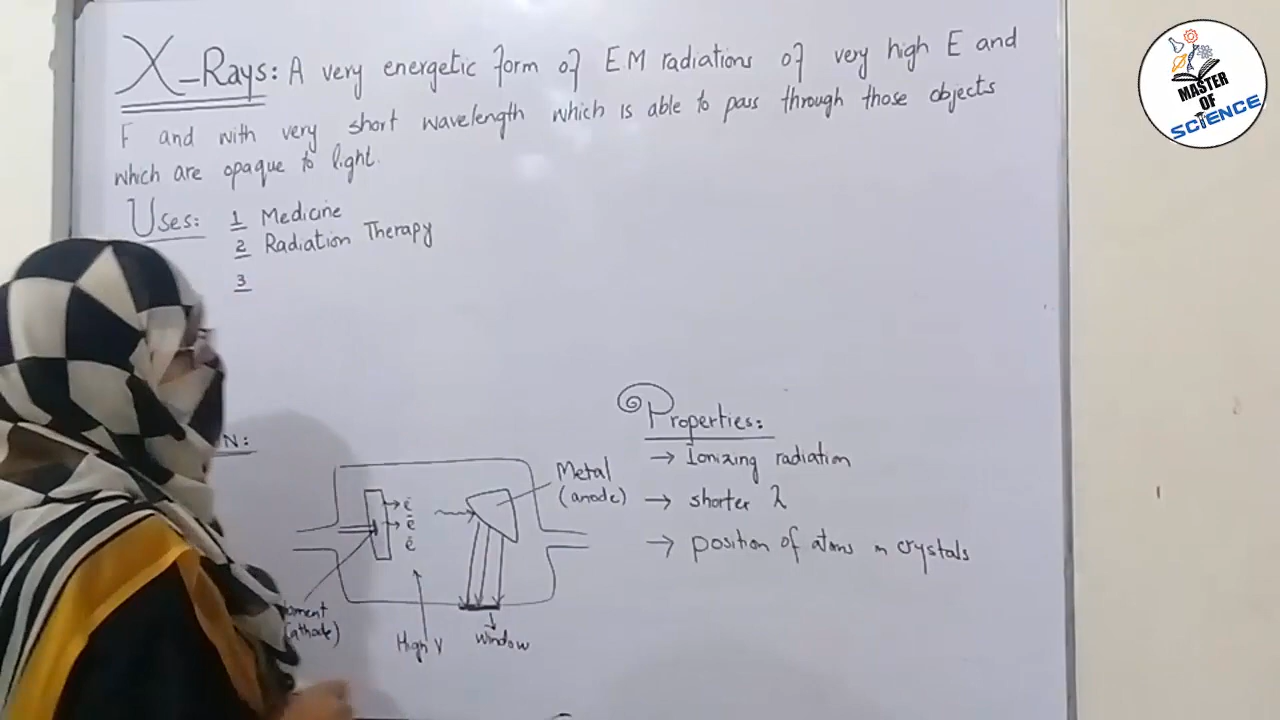 X-Rays: A very energetic form of EM radiations of very high E and
F and with very short wavelength which is able to pass through those objects
which are opaque to light.
Uses: 1 Medicine
2 Radiation Therapy
3
N:
Metal
(anode)
e⁻
e⁻
e⁻
High V
window
Properties:
→ Ionizing radiation
→ shorter λ
→ position of atoms in crystals
MASTER
OF
SCIENCE